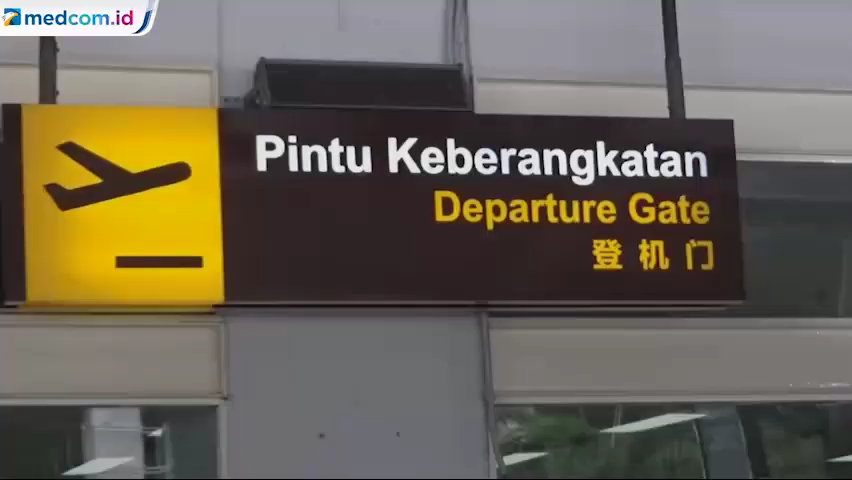 medcom.id
Pintu Keberangkatan
Departure Gate
登机门